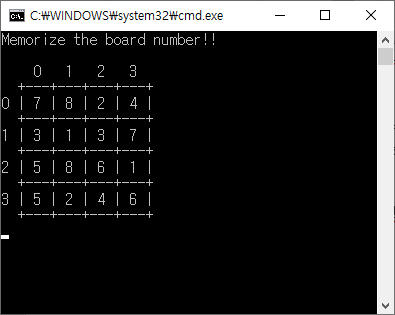 C:₩WINDOWS₩system32₩cmd.exe
Memorize the board number!!
    0   1   2   3
  +---+---+---+---+
0 | 7 | 8 | 2 | 4 |
  +---+---+---+---+
1 | 3 | 1 | 3 | 7 |
  +---+---+---+---+
2 | 5 | 8 | 6 | 1 |
  +---+---+---+---+
3 | 5 | 2 | 4 | 6 |
  +---+---+---+---+